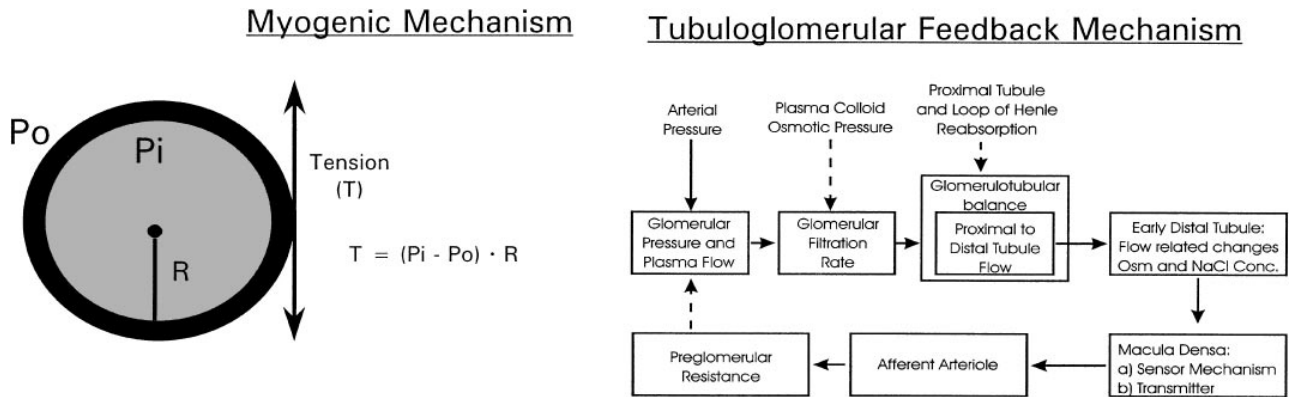 Myogenic Mechanism
Po
Pi
R
Tension
(T)
T = (Pi - Po) · R
Tubuloglomerular Feedback Mechanism
Arterial
Pressure
Plasma Colloid
Osmotic Pressure
Proximal Tubule
and Loop of Henle
Reabsorption
Glomerular
Pressure and
Plasma Flow
Glomerular
Filtration
Rate
Glomerulotubular
balance
Proximal to
Distal Tubule
Flow
Early Distal Tubule:
Flow related changes
Osm and NaCl Conc.
Preglomerular
Resistance
Afferent Arteriole
Macula Densa:
a) Sensor Mechanism
b) Transmitter